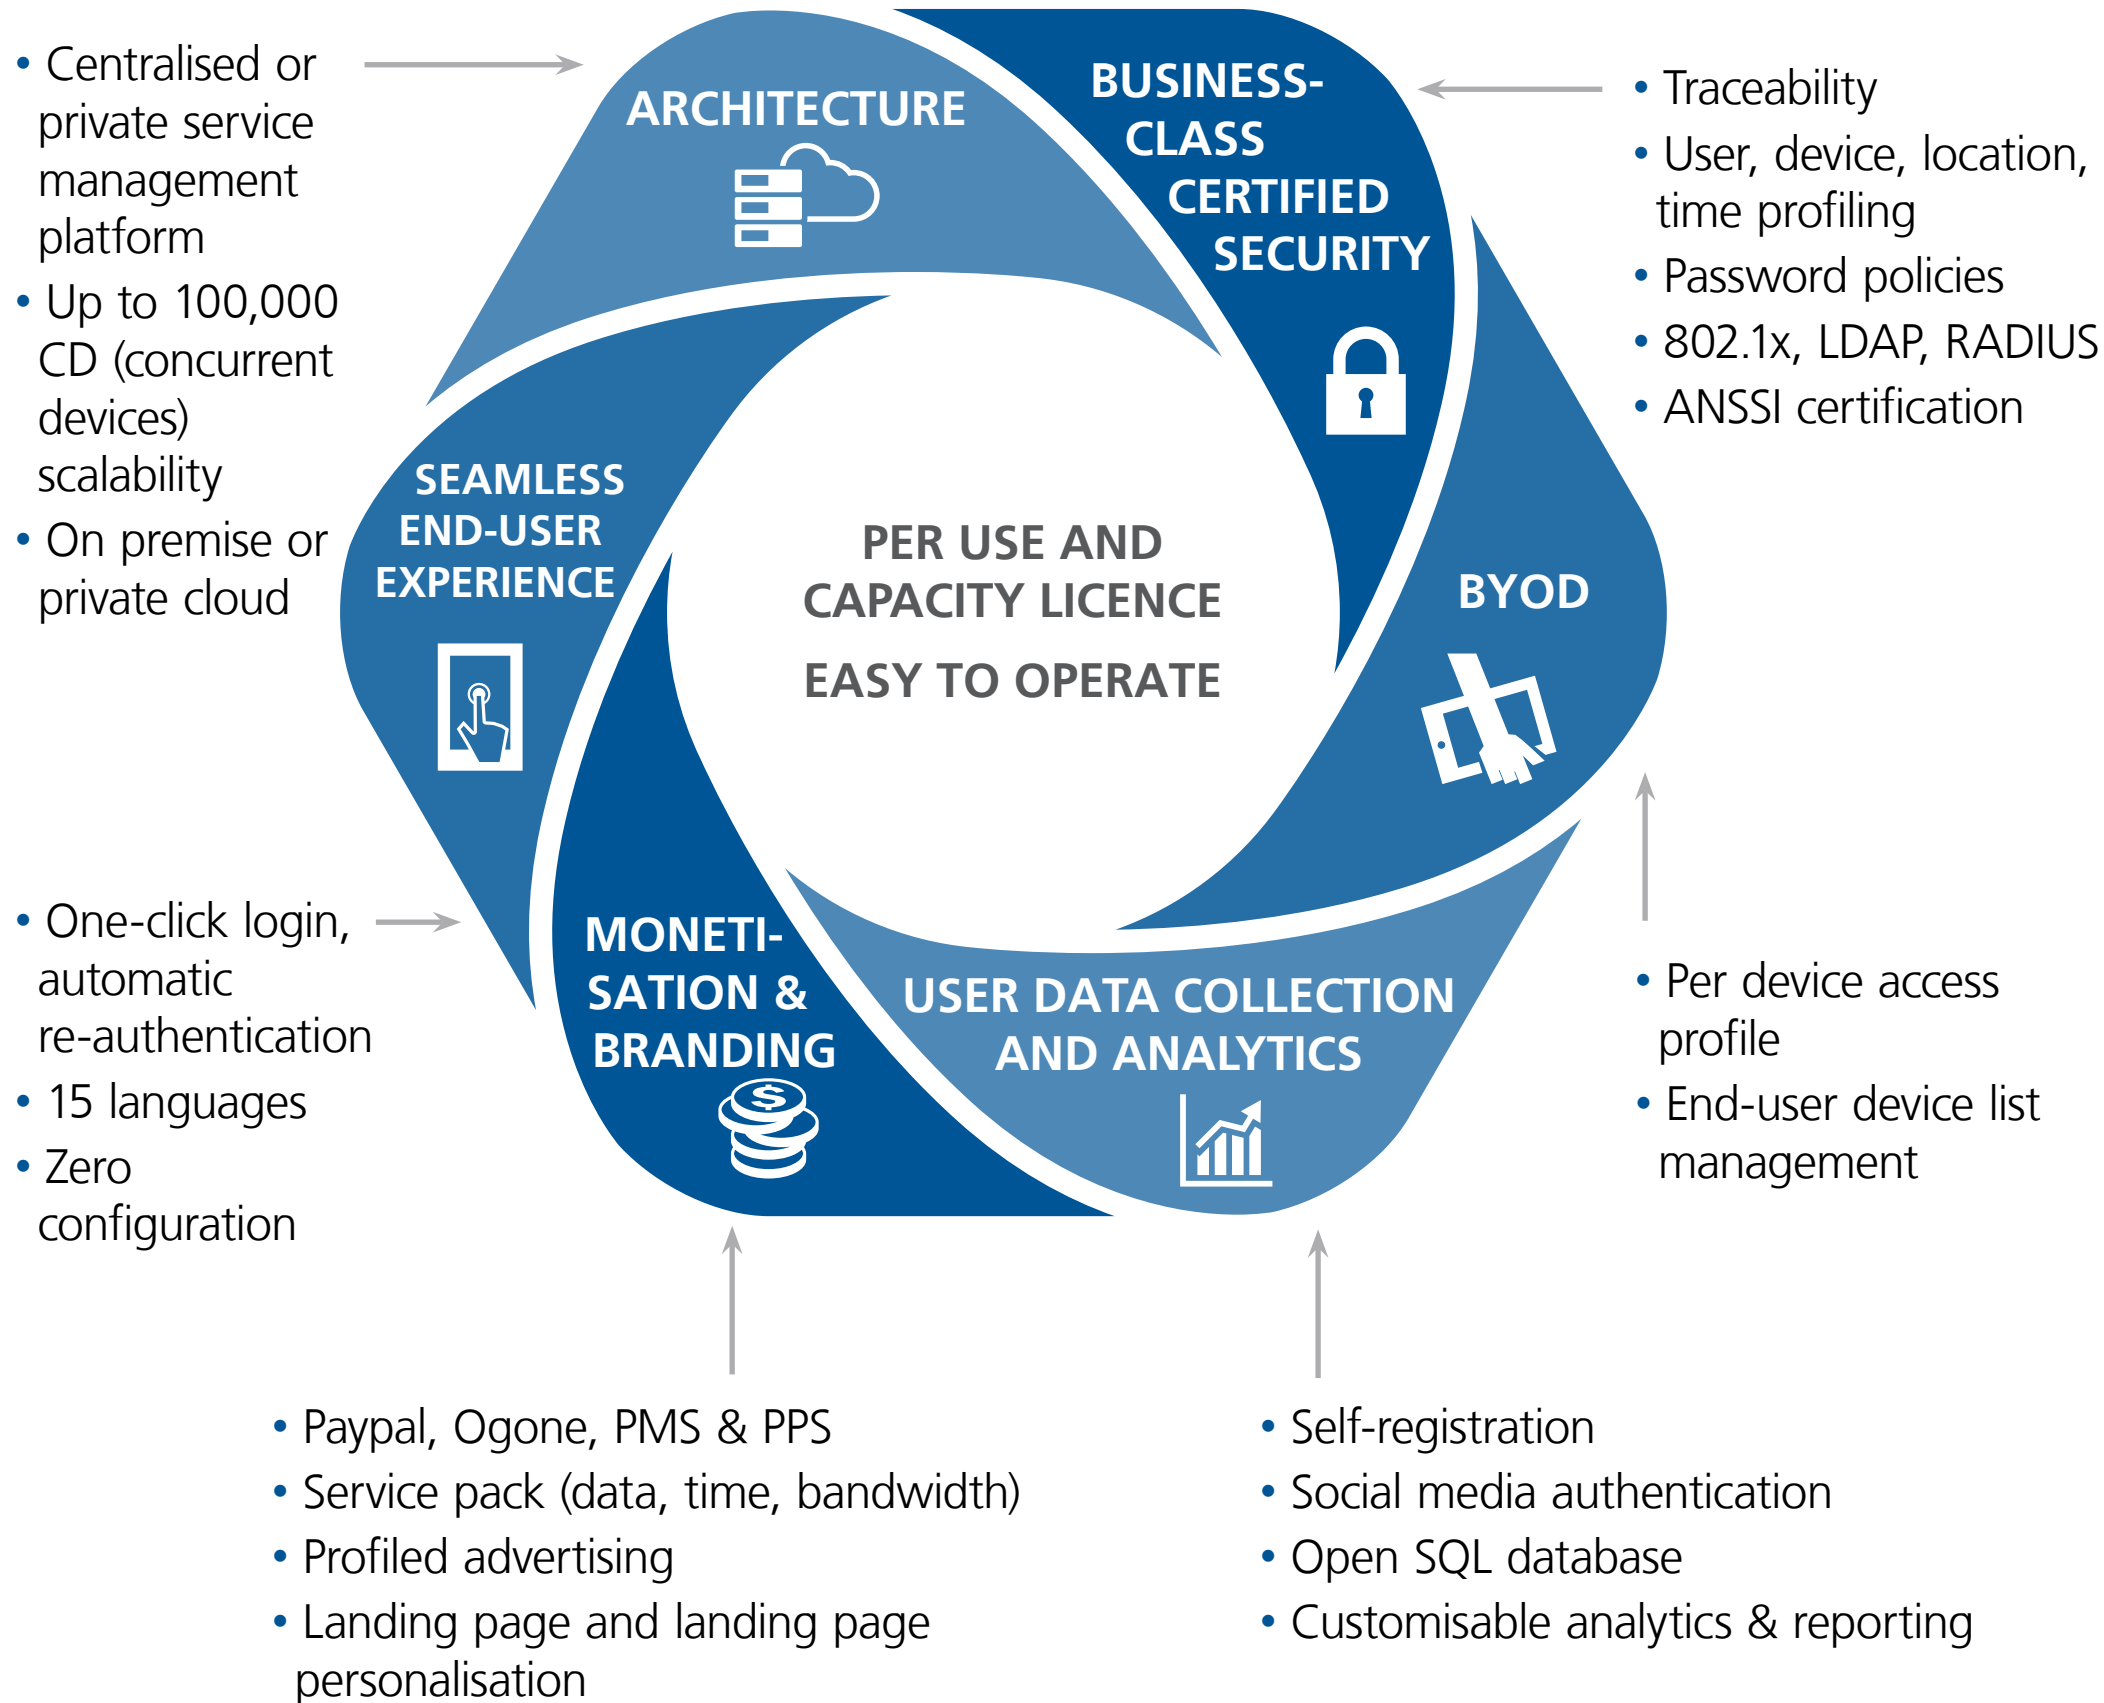 • Centralised or
private service
management
platform
• Up to 100,000
CD (concurrent
devices)
scalability
• On premise or
private cloud
ARCHITECTURE
BUSINESS-
CLASS
CERTIFIED
SECURITY
• Traceability
• User, device, location,
time profiling
• Password policies
• 802.1x, LDAP, RADIUS
• ANSSI certification
SEAMLESS
END-USER
EXPERIENCE
PER USE AND
CAPACITY LICENCE
EASY TO OPERATE
BYOD
• One-click login,
automatic
re-authentication
• 15 languages
• Zero
configuration
MONETI-
SATION &
BRANDING
$
USER DATA COLLECTION
AND ANALYTICS
• Per device access
profile
• End-user device list
management
• Paypal, Ogone, PMS & PPS
• Service pack (data, time, bandwidth)
• Profiled advertising
• Landing page and landing page
personalisation
• Self-registration
• Social media authentication
• Open SQL database
• Customisable analytics & reporting